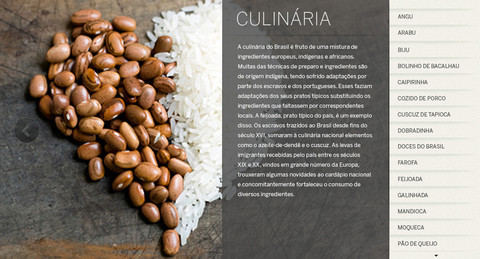 CULINÁRIA
A culinária do Brasil é fruto de uma mistura de
ingredientes europeus, indígenas e africanos.
Muitas das técnicas de preparo e ingredientes são
de origem indígena, tendo sofrido adaptações por
parte dos escravos e dos portugueses. Esses faziam
adaptações dos seus pratos típicos substituindo os
ingredientes que faltassem por correspondentes
locais. A feijoada, prato típico do país, é um exemplo
disso. Os escravos trazidos ao Brasil desde fins do
século XVI, somaram à culinária nacional elementos
como o azeite-de-dendê e o cuscuz. As levas de
imigrantes recebidas pelo país entre os séculos
XIX e XX, vindos em grande número da Europa,
trouxeram algumas novidades ao cardápio nacional
e concomitantemente fortaleceu o consumo de
diversos ingredientes.
ANGU
ARABU
BIJU
BOLINHO DE BACALHAU
CAIPIRINHA
COZIDO DE PORCO
CUSCUZ DE TAPIOCA
DOBRADINHA
DOCES DO BRASIL
FAROFA
FEIJOADA
GALINHADA
MANDIOCA
MOQUECA
PÃO DE QUEIJO